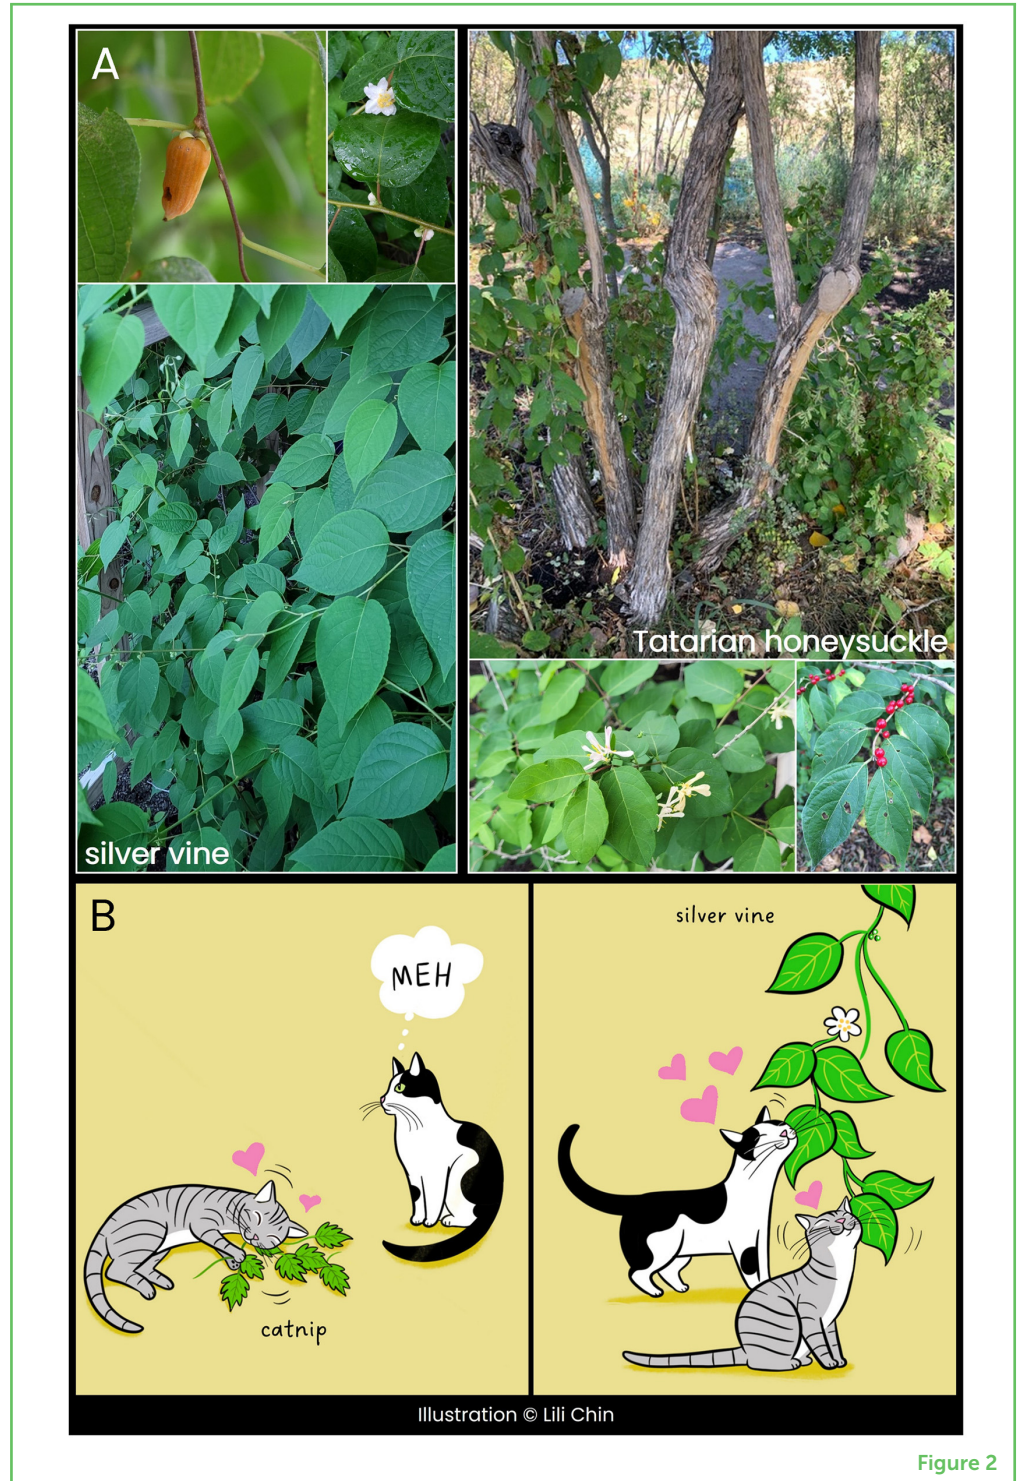 A
silver vine
Tatarian honeysuckle
B
MEH
catnip
silver vine
Illustration © Lili Chin
Figure 2